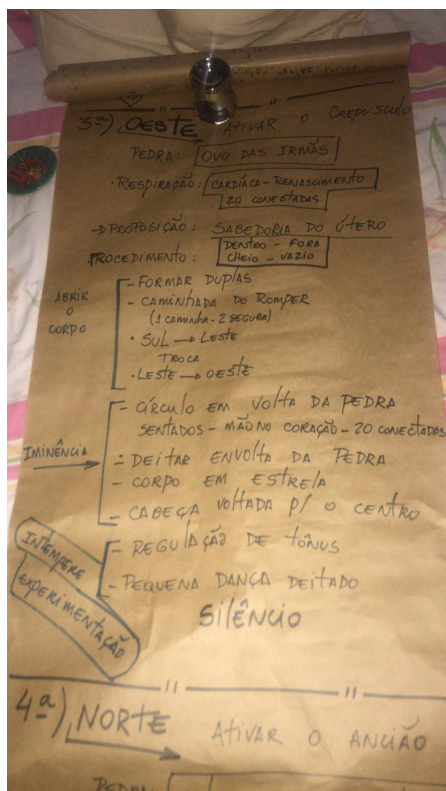 3ª) OESTE ATIVAR O CREPUSCULO
PEDRA: OVO DAS IRMÃS
• RESPIRAÇÃO: CARDÍACA - RENASCIMENTO
20 CONECTADAS
→ PROPOSIÇÃO: SABEDORIA DO ÚTERO
PROCEDIMENTO: DENTRO - FORA
CHEIO - VAZIO
ABRIR
O
CORPO
- FORMAR DUPLAS
- CAMINHADA DO ROMPER
(1 CAMINHA - 2 SEGURA)
• SUL → LESTE
TROCA
• LESTE → OESTE
IMINÊNCIA
- CÍRCULO EM VOLTA DA PEDRA
SENTADOS - MÃO NO CORAÇÃO - 20 CONECTADAS
- DEITAR ENVOLTA DA PEDRA
- CORPO EM ESTRELA
- CABEÇA VOLTADA P/ O CENTRO
INTEMPERE
EXPERIMENTAÇÃO
- REGULAÇÃO DE TÔNUS
- PEQUENA DANÇA DEITADO
SILÊNCIO
4ª) NORTE ATIVAR O ANCIÃO
PEDRA: